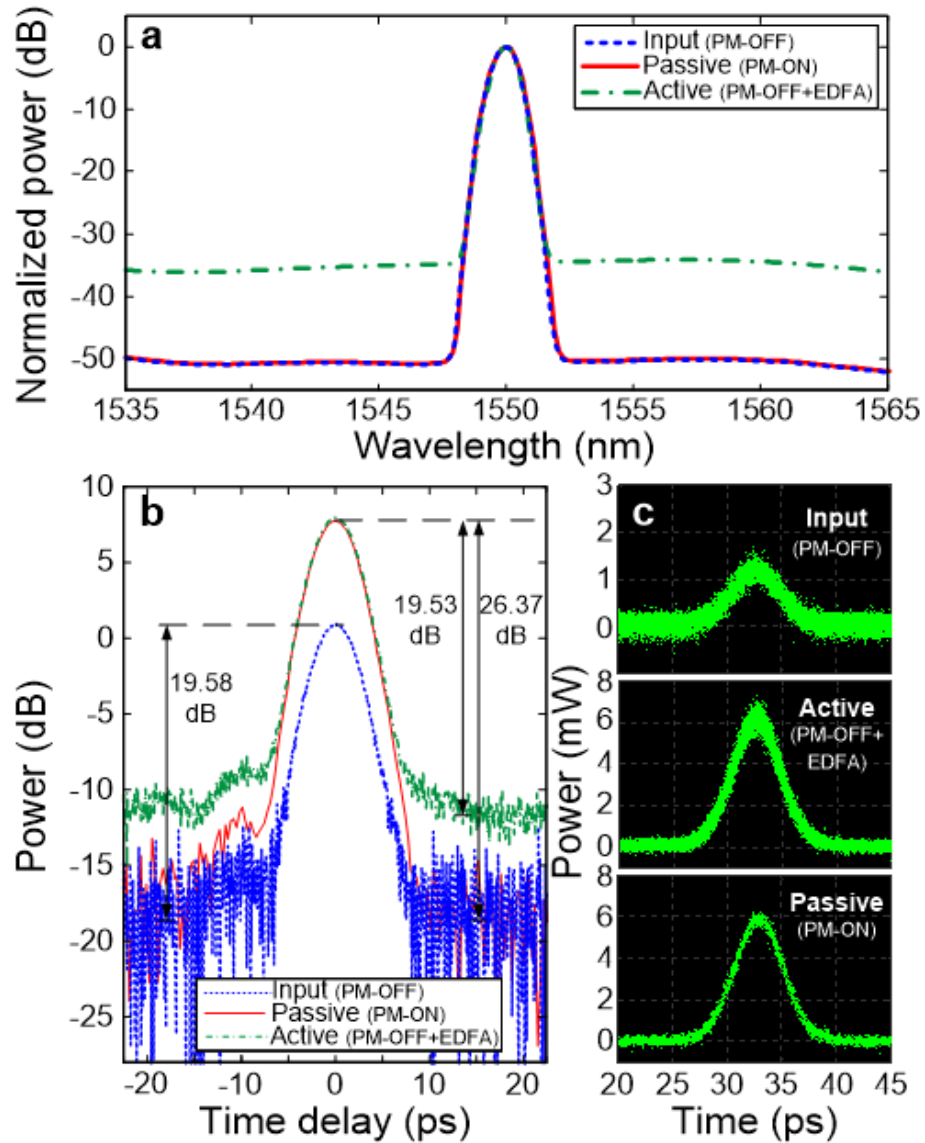 a
Normalized power (dB)
0
-10
-20
-30
-40
-50
Input (PM-OFF)
Passive (PM-ON)
Active (PM-OFF+EDFA)
1535 1540 1545 1550 1555 1560 1565
Wavelength (nm)
b
Power (dB)
10
5
0
-5
-10
-15
-20
-25
19.58
dB
19.53
dB
26.37
dB
Input (PM-OFF)
Passive (PM-ON)
Active (PM-OFF+EDFA)
-20 -10 0 10 20
Time delay (ps)
c
Power (mW)
3
2
1
0
Input
(PM-OFF)
8
6
4
2
0
Active
(PM-OFF+
EDFA)
8
6
4
2
0
Passive
(PM-ON)
20 25 30 35 40 45
Time (ps)